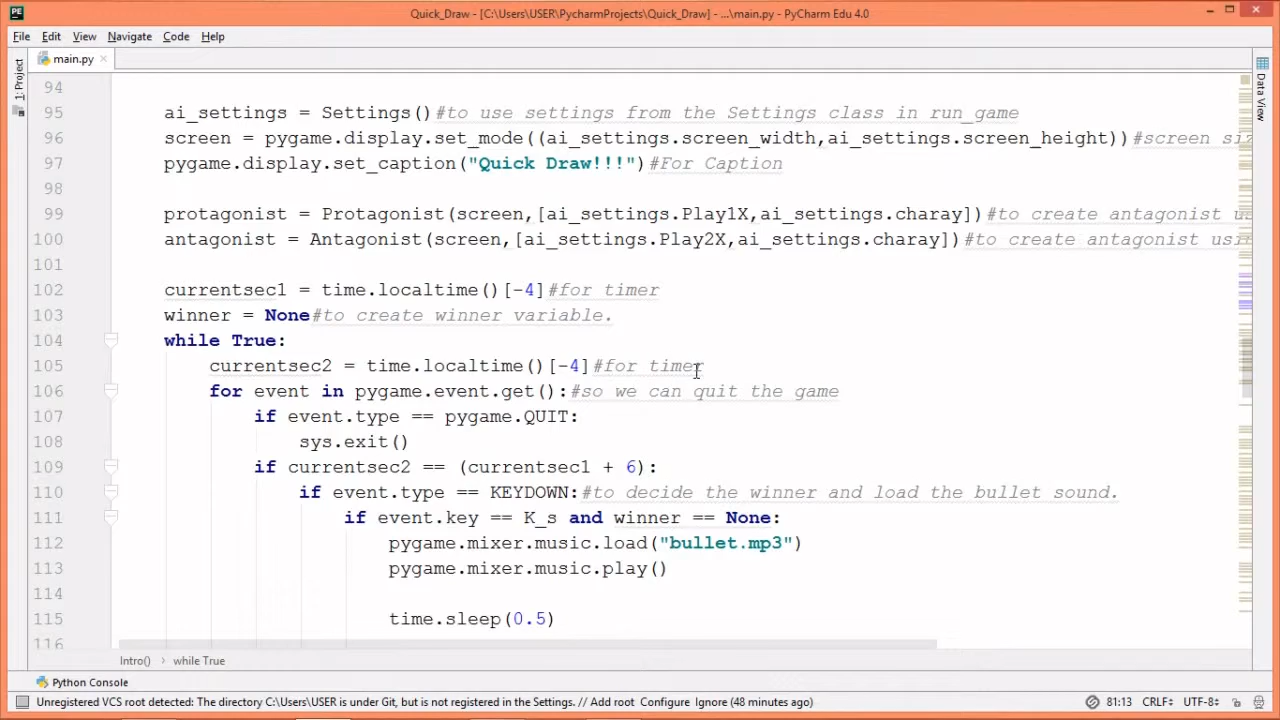 Quick_Draw - [C:\Users\USER\PycharmProjects\Quick_Draw] - ...\main.py - PyCharm Edu 4.0
File Edit View Navigate Code Help
main.py
1: Project
Data View
94
95 ai_settings = Settings()#to use settings from the Settings class in run_game
96 screen = pygame.display.set_mode((ai_settings.screen_width,ai_settings.screen_height))#screen si
97 pygame.display.set_caption("Quick Draw!!!")#For Caption
98
99 protagonist = Protagonist(screen,[ai_settings.Play1X,ai_settings.charay])#to create antagonist u
100 antagonist = Antagonist(screen,[ai_settings.Play2X,ai_settings.charay])#to create antagonist usi
101
102 currentsec1 = time.localtime()[-4]#for timer
103 winner = None#to create winner variable.
104 while True:
105 currentsec2 = time.localtime()[-4]#for timer
106 for event in pygame.event.get():#so we can quit the game
107 if event.type == pygame.QUIT:
108 sys.exit()
109 if currentsec2 == (currentsec1 + 6):
110 if event.type == KEYDOWN:#to decide the winner and load the bullet sound.
111 if event.key == K_s and winner == None:
112 pygame.mixer.music.load("bullet.mp3")
113 pygame.mixer.music.play()
114
115 time.sleep(0.5)
116
Intro() › while True
Python Console
Unregistered VCS root detected: The directory C:\Users\USER is under Git, but is not registered in the Settings. // Add root Configure Ignore (48 minutes ago) 81:13 CRLF UTF-8